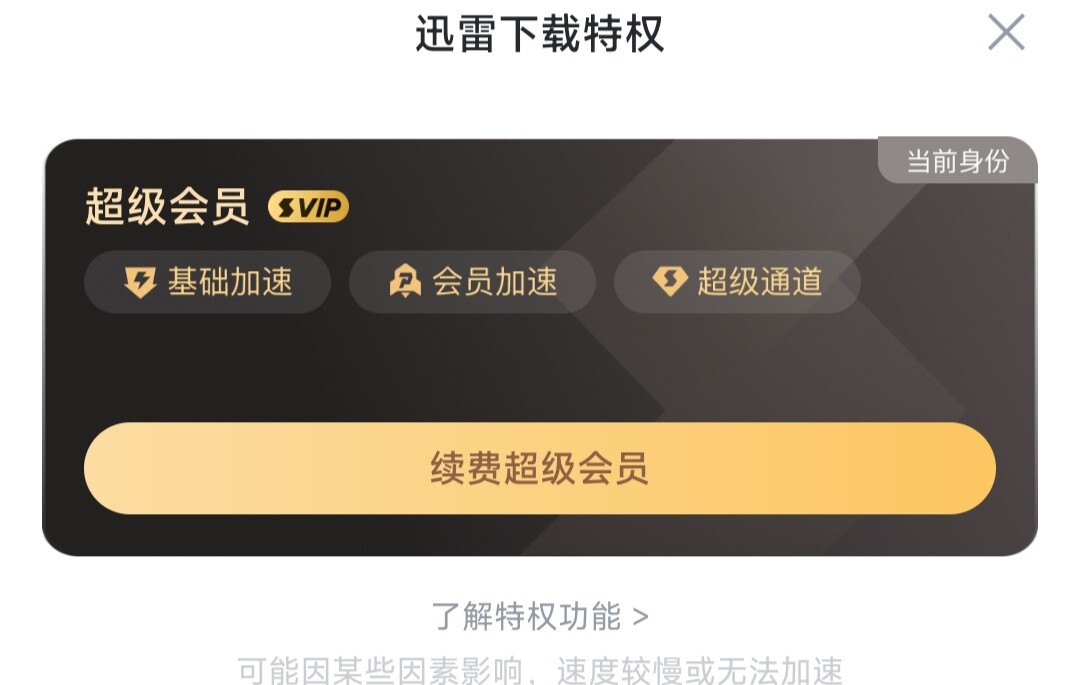 迅雷下载特权
当前身份
超级会员 SVIP
基础加速 会员加速 超级通道
续费超级会员
了解特权功能 >
可能因某些因素影响，速度较慢或无法加速